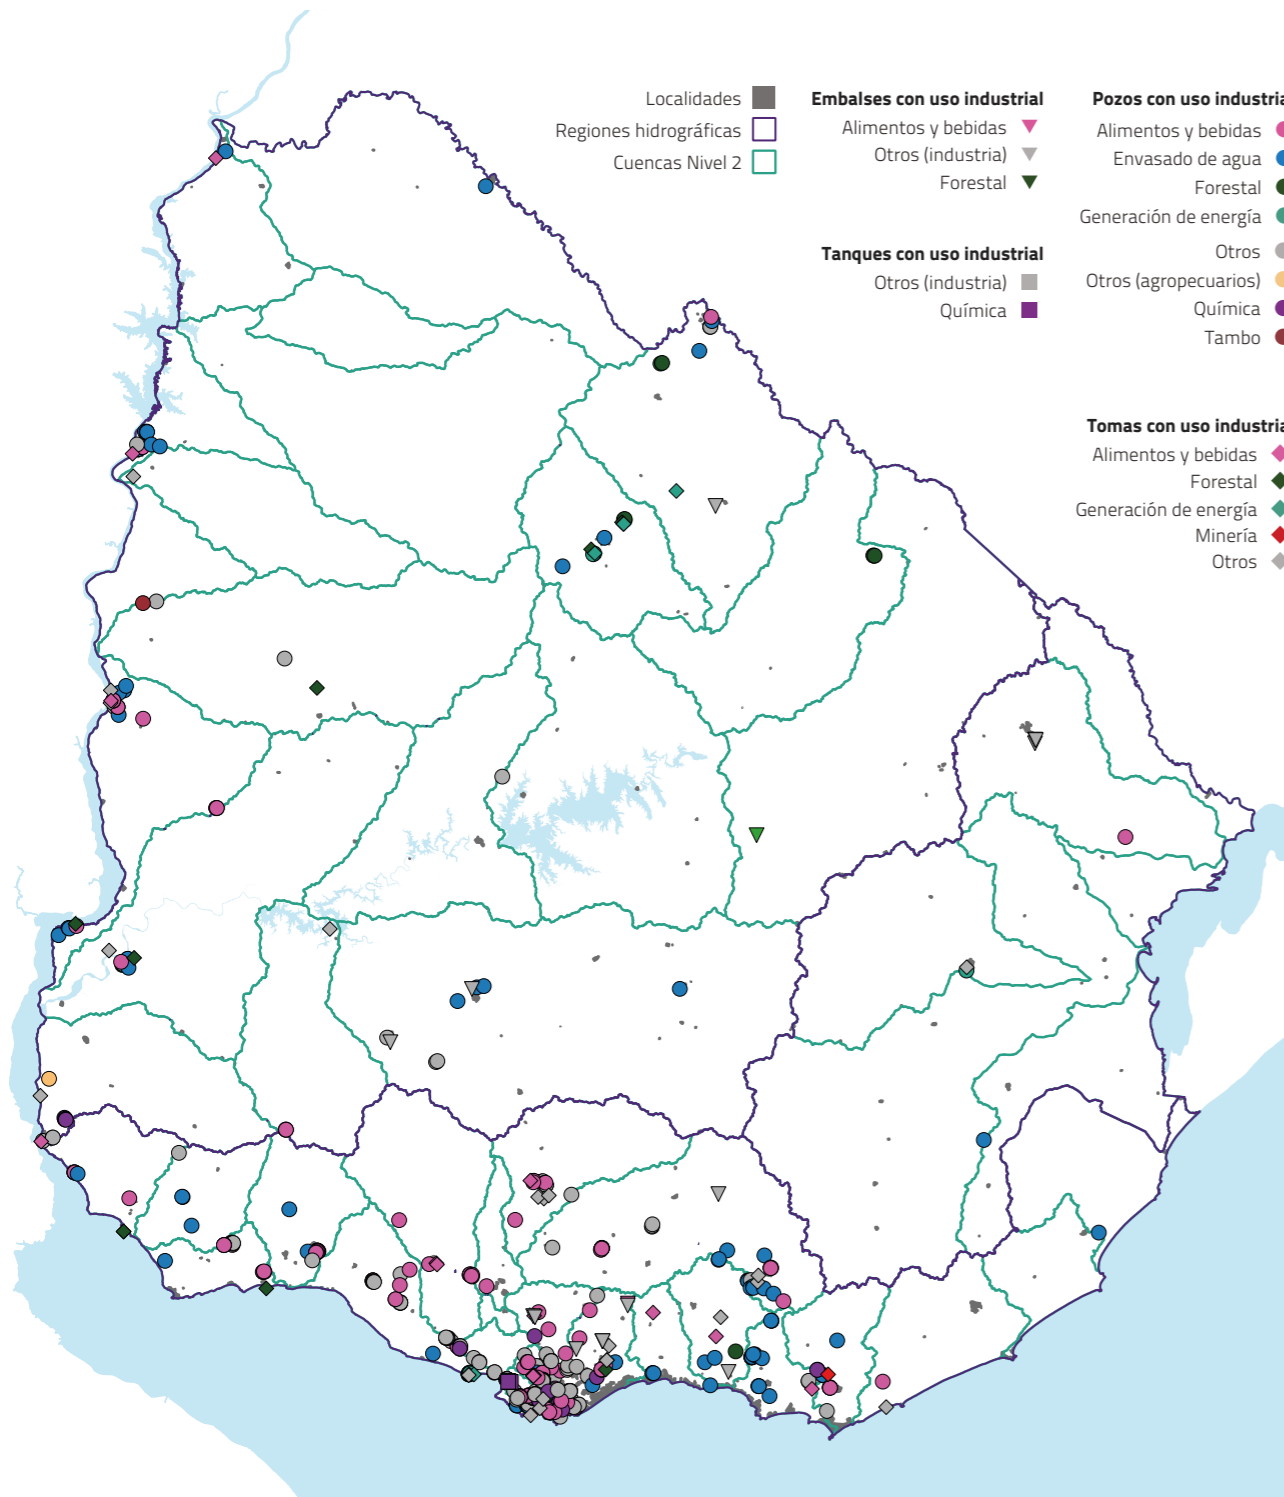 Localidades
Regiones hidrográficas
Cuencas Nivel 2
Embalses con uso industrial
Alimentos y bebidas
Otros (industria)
Forestal
Tanques con uso industrial
Otros (industria)
Química
Pozos con uso industria
Alimentos y bebidas
Envasado de agua
Forestal
Generación de energía
Otros
Otros (agropecuarios)
Química
Tambo
Tomas con uso industria
Alimentos y bebidas
Forestal
Generación de energía
Minería
Otros